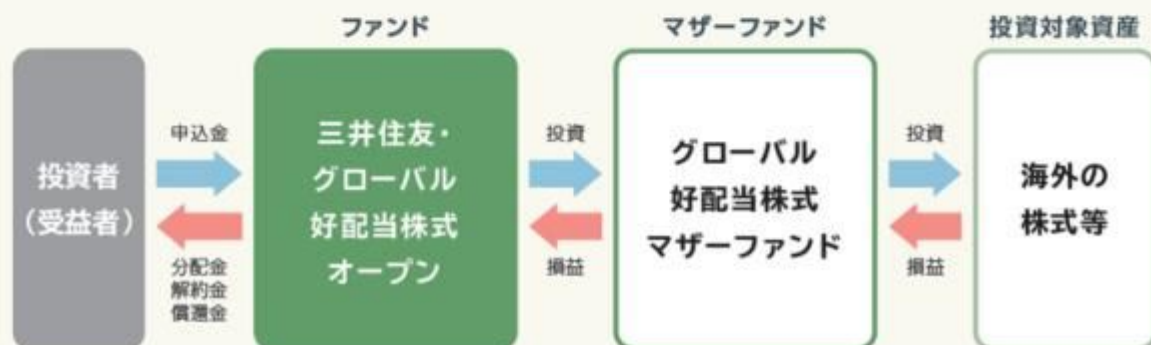 ファンド
マザーファンド
投資対象資産
投資者
（受益者）
申込金
分配金
解約金
償還金
三井住友・
グローバル
好配当株式
オープン
投資
損益
グローバル
好配当株式
マザーファンド
投資
損益
海外の
株式等